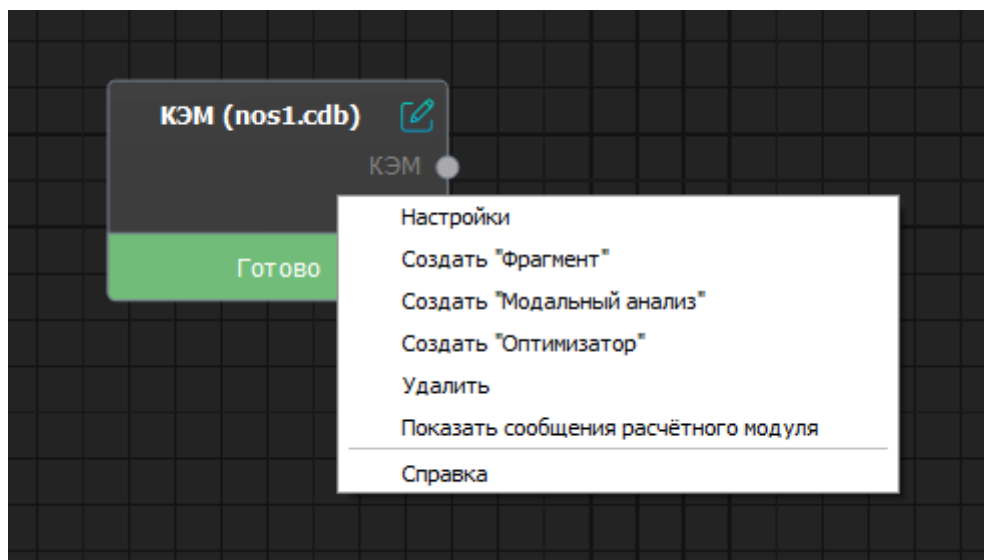 КЭМ (nos1.cdb)
КЭМ
Готово
Настройки
Создать "Фрагмент"
Создать "Модальный анализ"
Создать "Оптимизатор"
Удалить
Показать сообщения расчётного модуля
Справка